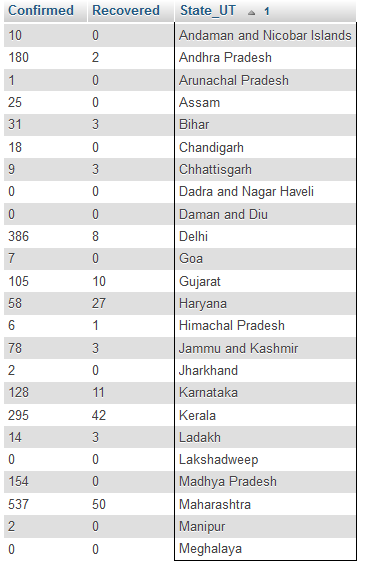 Confirmed Recovered State_UT 1
10 0 Andaman and Nicobar Islands
180 2 Andhra Pradesh
1 0 Arunachal Pradesh
25 0 Assam
31 3 Bihar
18 0 Chandigarh
9 3 Chhattisgarh
0 0 Dadra and Nagar Haveli
0 0 Daman and Diu
386 8 Delhi
7 0 Goa
105 10 Gujarat
58 27 Haryana
6 1 Himachal Pradesh
78 3 Jammu and Kashmir
2 0 Jharkhand
128 11 Karnataka
295 42 Kerala
14 3 Ladakh
0 0 Lakshadweep
154 0 Madhya Pradesh
537 50 Maharashtra
2 0 Manipur
0 0 Meghalaya